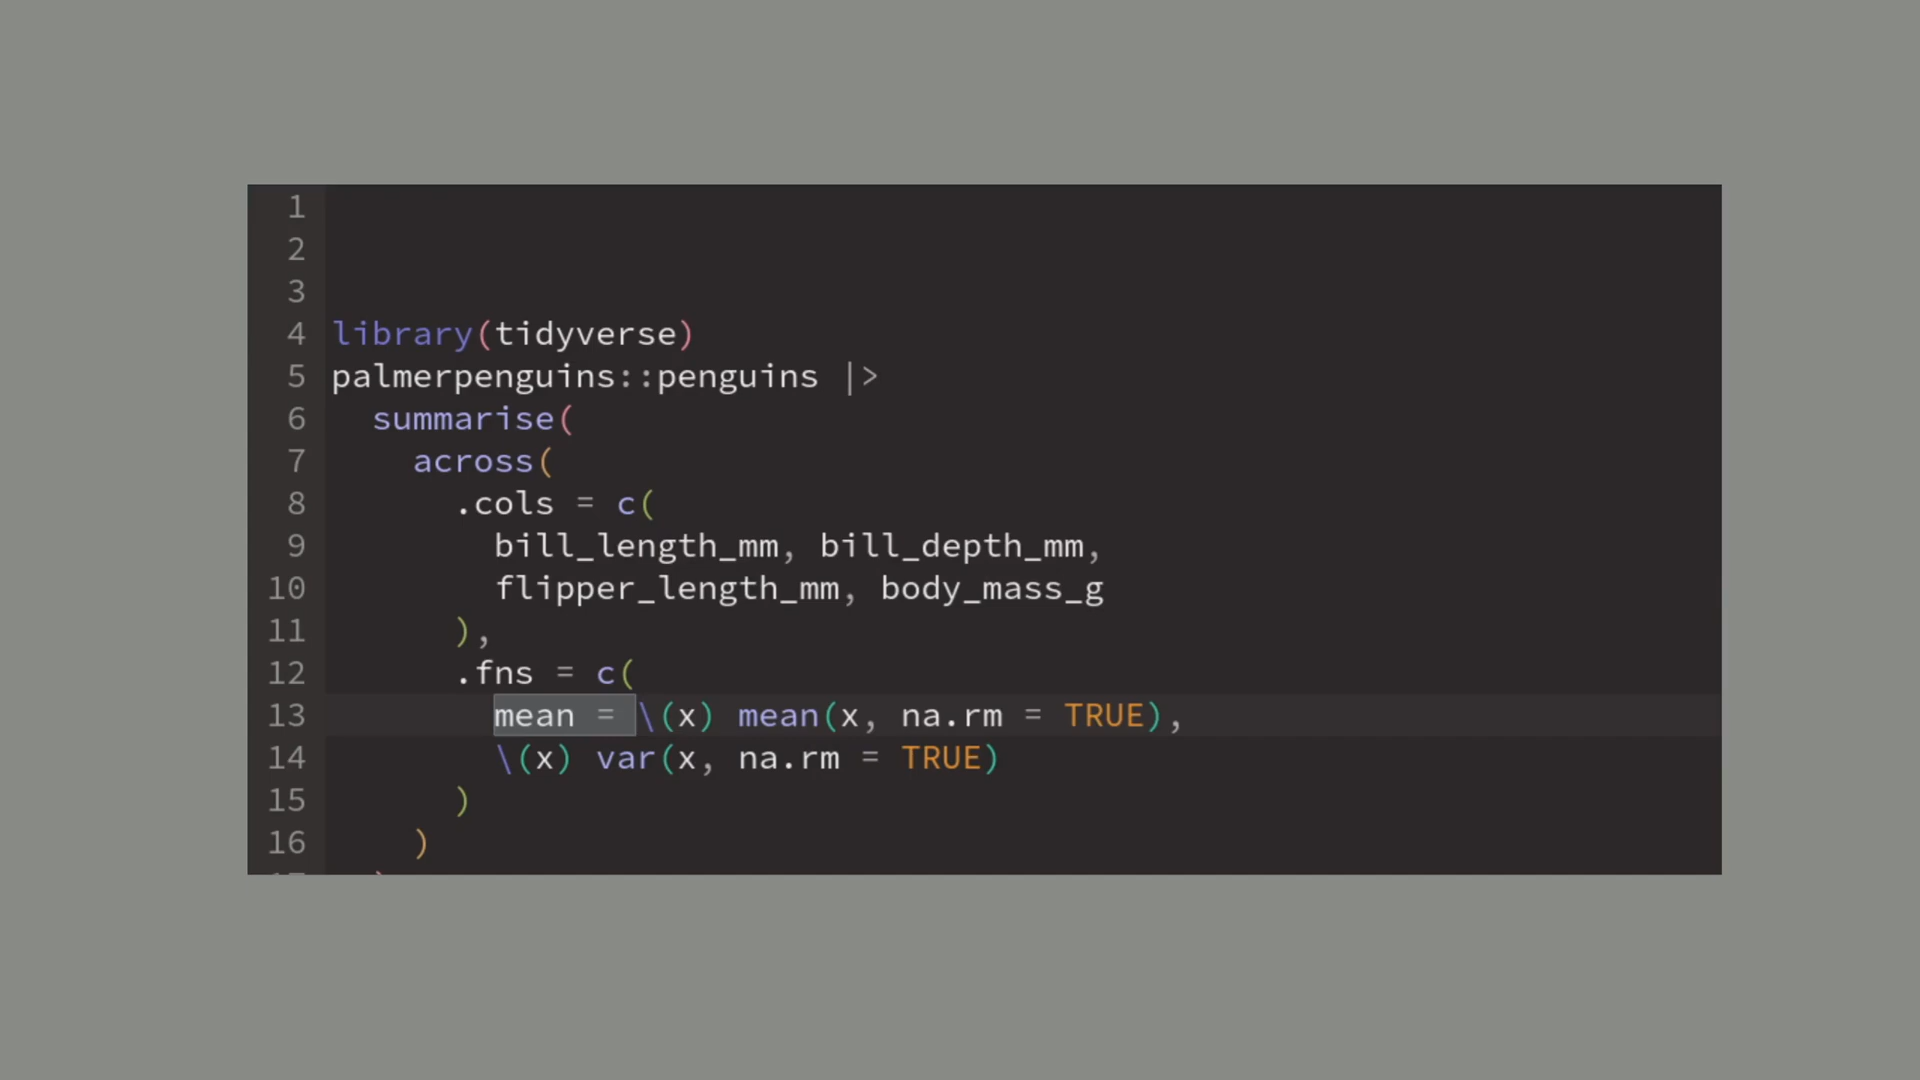 1
2
3
4 library(tidyverse)
5 palmerpenguins::penguins |>
6   summarise(
7     across(
8       .cols = c(
9         bill_length_mm, bill_depth_mm,
10         flipper_length_mm, body_mass_g
11       ),
12       .fns = c(
13         mean = \(x) mean(x, na.rm = TRUE),
14         \(x) var(x, na.rm = TRUE)
15       )
16     )